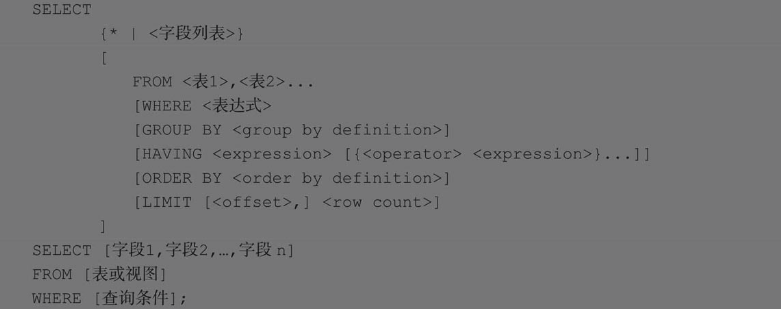 SELECT
{* | <字段列表>}
[
FROM <表1>,<表2>...
[WHERE <表达式>
[GROUP BY <group by definition>]
[HAVING <expression> [{<operator> <expression>}...]]
[ORDER BY <order by definition>]
[LIMIT [<offset>,] <row count>]
]
SELECT [字段1,字段2,…,字段n]
FROM [表或视图]
WHERE [查询条件];